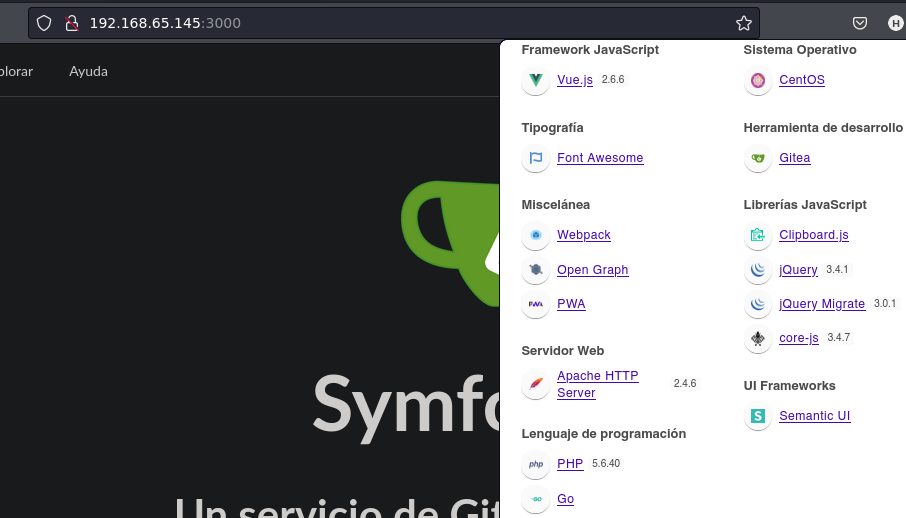 192.168.65.145:3000
H
plorar Ayuda
Symfo
Un servicio de Git
Framework JavaScript
Vue.js 2.6.6
Tipografía
Font Awesome
Miscelánea
Webpack
Open Graph
PWA
PWA
Servidor Web
Apache HTTP
Server 2.4.6
Lenguaje de programación
php PHP 5.6.40
GO Go
Sistema Operativo
CentOS
Herramienta de desarrollo
Gitea
Librerías JavaScript
Clipboard.js
jQuery 3.4.1
jQuery Migrate 3.0.1
core-js 3.4.7
UI Frameworks
S Semantic UI